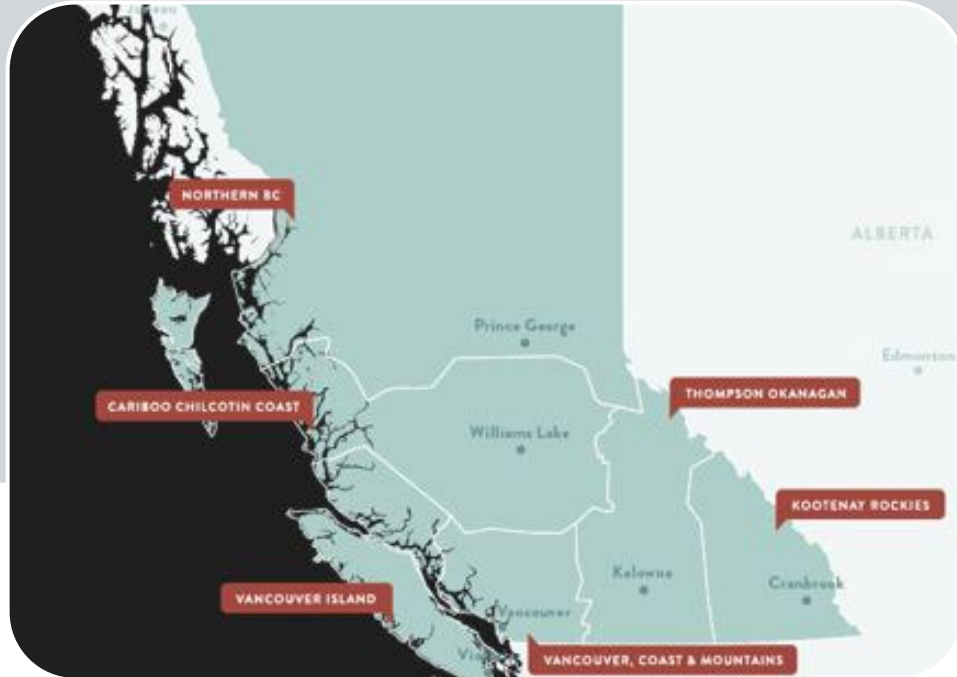 Juneau
NORTHERN BC
ALBERTA
Prince George
Edmonton
THOMPSON OKANAGAN
CARIBOO CHILCOTIN COAST
Williams Lake
KOOTENAY ROCKIES
Kelowna
Cranbrook
VANCOUVER ISLAND
Vancouver
VANCOUVER, COAST & MOUNTAINS